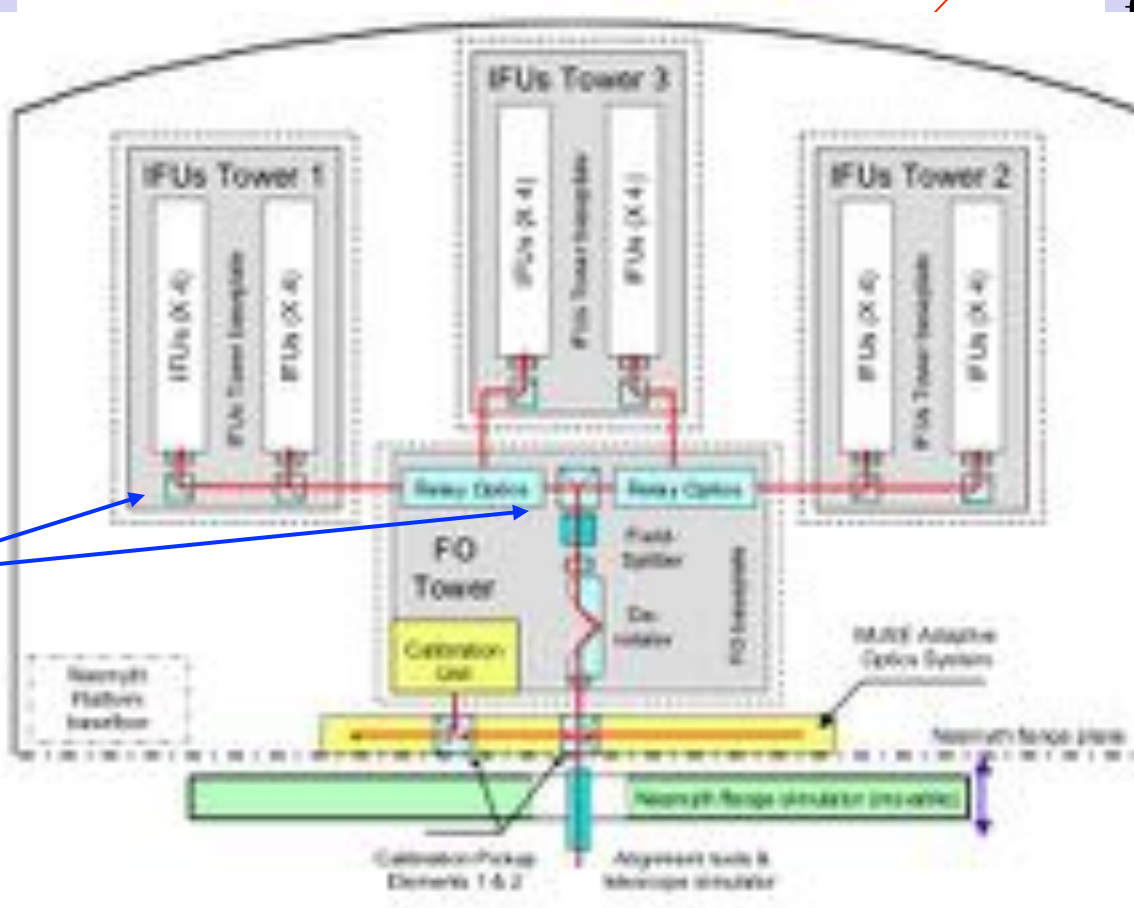 IFUs Tower 3
IFUs Tower 1
IFUs Tower 2
IFUs (X 4)
IFUs Tower baseplate
IFUs (X 4)
IFUs (X 4)
IFUs Tower baseplate
IFUs (X 4)
IFUs (X 4)
IFUs Tower baseplate
IFUs (X 4)
Relay Optics
Relay Optics
FO
Tower
Field-
Splitter
De-
rotator
FO baseplate
Calibration
Unit
MUSE Adaptive
Optics System
Nasmyth
Platform
Nasmyth flange plane
Nasmyth flange simulator (movable)
Calibration Pickup
Elements 1 & 2
Alignment tools &
telescope simulator